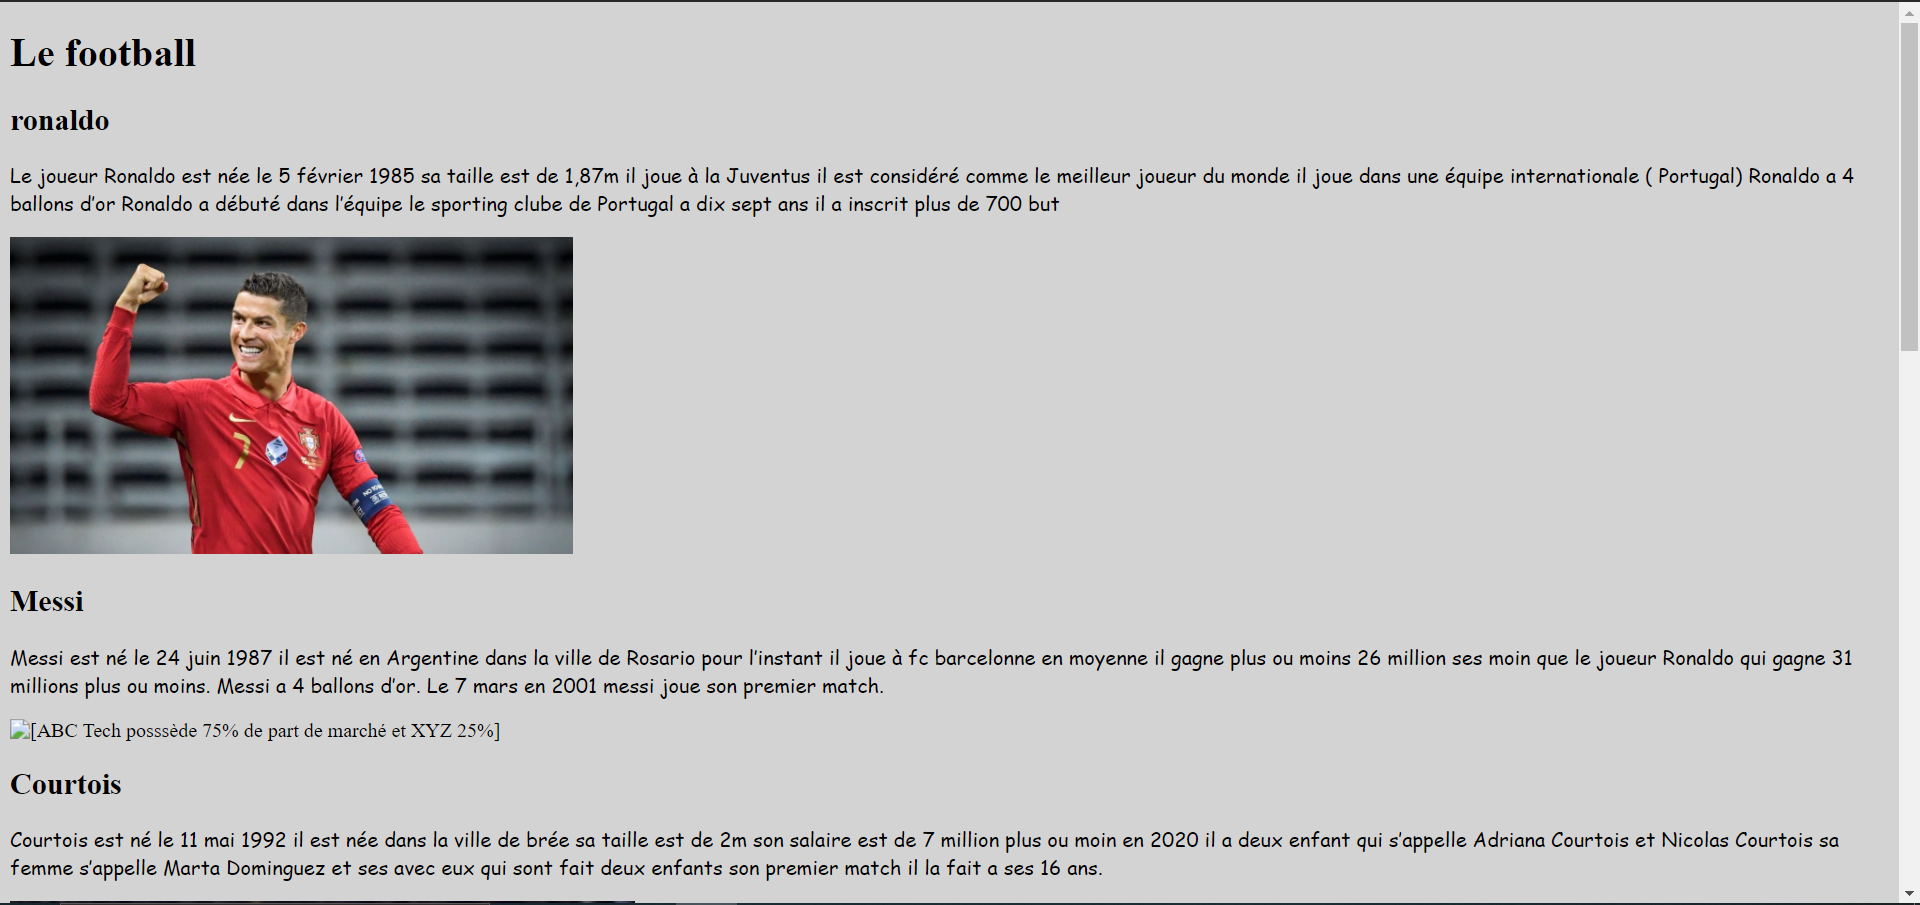 Le football
ronaldo
Le joueur Ronaldo est née le 5 février 1985 sa taille est de 1,87m il joue à la Juventus il est considéré comme le meilleur joueur du monde il joue dans une équipe internationale ( Portugal) Ronaldo a 4
ballons d'or Ronaldo a débuté dans l'équipe le sporting clube de Portugal a dix sept ans il a inscrit plus de 700 but
7
Messi
Messi est né le 24 juin 1987 il est né en Argentine dans la ville de Rosario pour l'instant il joue à fc barcelonne en moyenne il gagne plus ou moins 26 million ses moin que le joueur Ronaldo qui gagne 31
millions plus ou moins. Messi a 4 ballons d'or. Le 7 mars en 2001 messi joue son premier match.
[ABC Tech posssède 75% de part de marché et XYZ 25%]
Courtois
Courtois est né le 11 mai 1992 il est née dans la ville de brée sa taille est de 2m son salaire est de 7 million plus ou moin en 2020 il a deux enfant qui s'appelle Adriana Courtois et Nicolas Courtois sa
femme s'appelle Marta Dominguez et ses avec eux qui sont fait deux enfants son premier match il la fait a ses 16 ans.